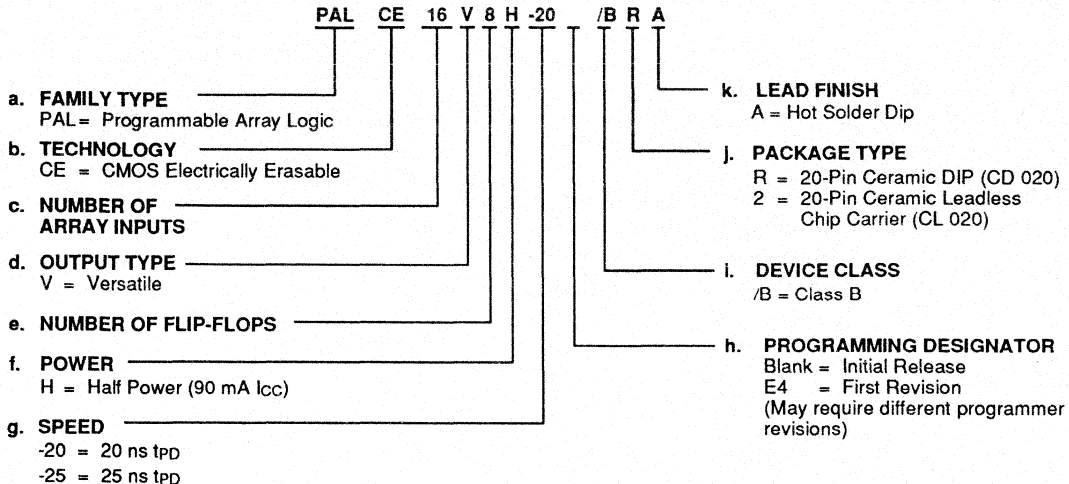 PAL CE 16 V 8 H -20 /B R A
a. FAMILY TYPE
PAL= Programmable Array Logic
b. TECHNOLOGY
CE = CMOS Electrically Erasable
c. NUMBER OF
ARRAY INPUTS
d. OUTPUT TYPE
V = Versatile
e. NUMBER OF FLIP-FLOPS
f. POWER
H = Half Power (90 mA ICC)
g. SPEED
-20 = 20 ns tPD
-25 = 25 ns tPD
k. LEAD FINISH
A = Hot Solder Dip
j. PACKAGE TYPE
R = 20-Pin Ceramic DIP (CD 020)
2 = 20-Pin Ceramic Leadless
Chip Carrier (CL 020)
i. DEVICE CLASS
/B = Class B
h. PROGRAMMING DESIGNATOR
Blank = Initial Release
E4 = First Revision
(May require different programmer
revisions)